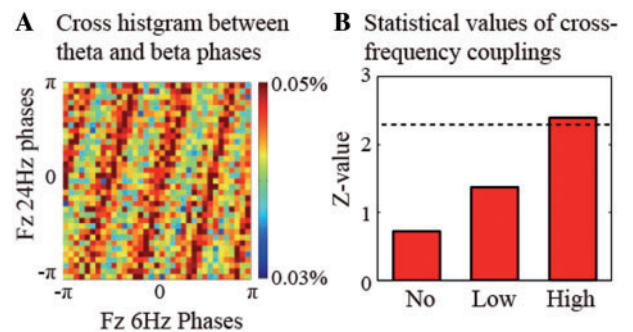 A Cross histgram between
theta and beta phases
π
0
-π
Fz 24Hz phases
-π 0 π
Fz 6Hz Phases
0.05%
0.03%
B Statistical values of cross-
frequency couplings
3
2
1
0
Z-value
No Low High